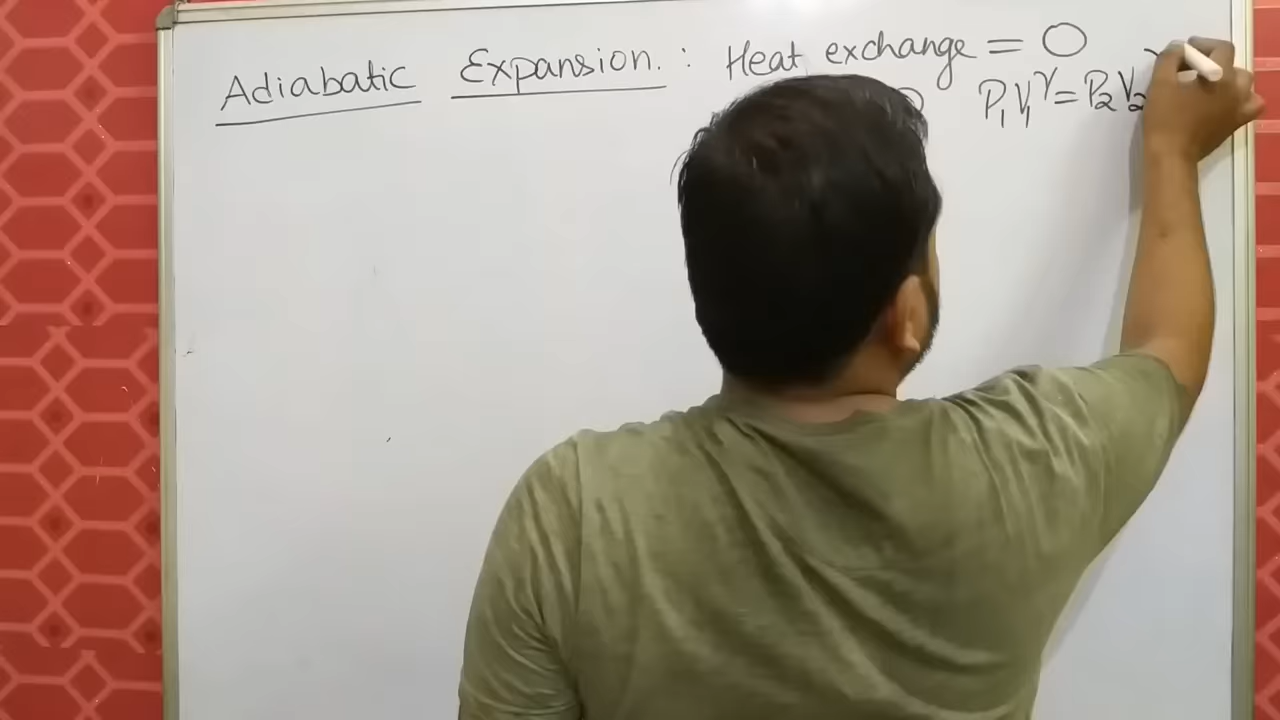 Adiabatic Expansion. : Heat exchange = 0
P₁V₁^γ = P₂V₂